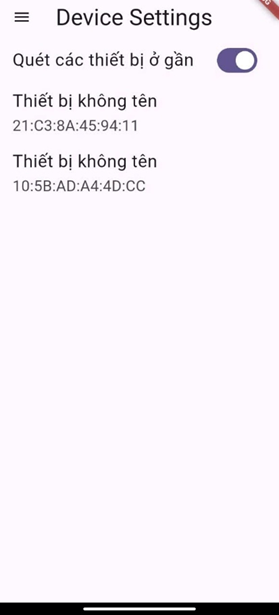 Device Settings
Quét các thiết bị ở gần
Thiết bị không tên
21:C3:8A:45:94:11
Thiết bị không tên
10:5B:AD:A4:4D:CC